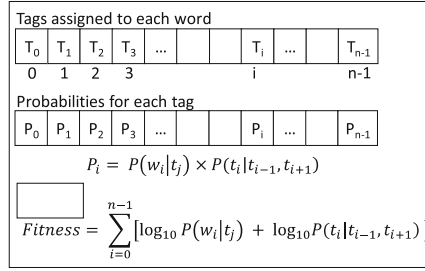 Tags assigned to each word
T₀ T₁ T₂ T₃ ... Tᵢ ... Tₙ₋₁
0 1 2 3 i n-1
Probabilities for each tag
P₀ P₁ P₂ P₃ ... Pᵢ ... Pₙ₋₁
Pᵢ = P(wᵢ|tⱼ) × P(tᵢ|tᵢ₋₁, tᵢ₊₁)
n−1
Fitness = ∑[log₁₀ P(wᵢ|tⱼ) + log₁₀P(tᵢ|tᵢ₋₁, tᵢ₊₁)]
i=0